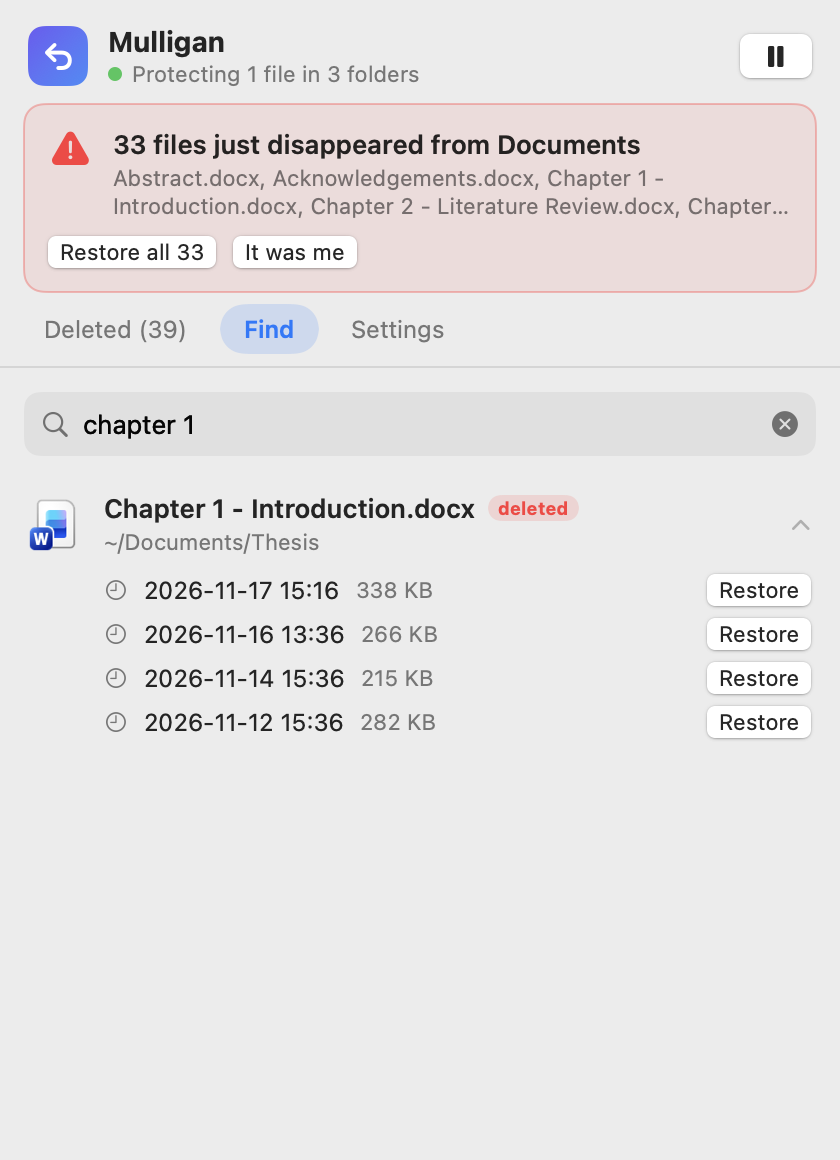 Mulligan
Protecting 1 file in 3 folders
33 files just disappeared from Documents
Abstract.docx, Acknowledgements.docx, Chapter 1 -
Introduction.docx, Chapter 2 - Literature Review.docx, Chapter...
Restore all 33 It was me
Deleted (39) Find Settings
chapter 1
Chapter 1 - Introduction.docx deleted
W
~/Documents/Thesis
2026-11-17 15:16 338 KB Restore
2026-11-16 13:36 266 KB Restore
2026-11-14 15:36 215 KB Restore
2026-11-12 15:36 282 KB Restore